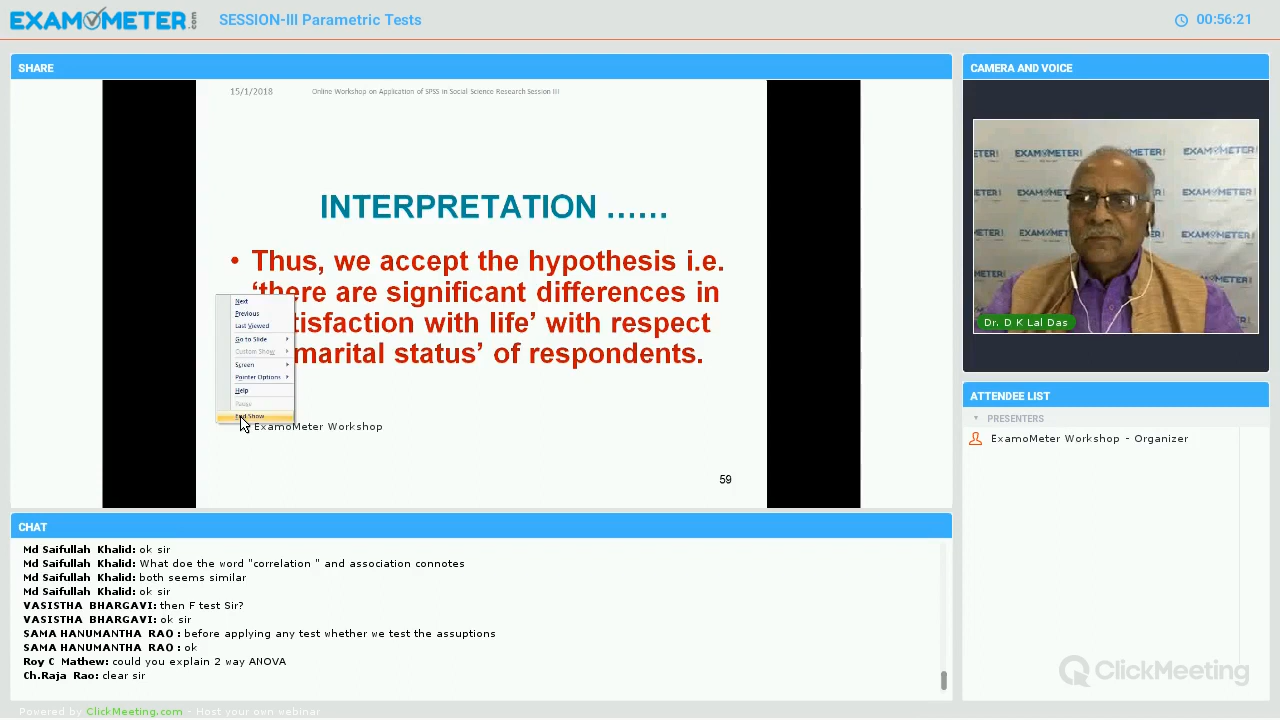 EXAMOMETER.com
SESSION-III Parametric Tests
00:56:21
SHARE
15/1/2018 Online Workshop on Application of SPSS in Social Science Research Session III
INTERPRETATION ......
• Thus, we accept the hypothesis i.e.
‘there are significant differences in
tisfaction with life’ with respect
marital status’ of respondents.
Next
Previous
Last Viewed
Go to Slide
Custom Show
Screen
Pointer Options
Help
Pause
End Show
ExamoMeter Workshop
59
CAMERA AND VOICE
EXAMOMETER!
Dr. D K Lal Das
ATTENDEE LIST
PRESENTERS
ExamoMeter Workshop - Organizer
CHAT
Md Saifullah Khalid: ok sir
Md Saifullah Khalid: What doe the word "correlation " and association connotes
Md Saifullah Khalid: both seems similar
Md Saifullah Khalid: ok sir
VASISTHA BHARGAVI: then F test Sir?
VASISTHA BHARGAVI: ok sir
SAMA HANUMANTHA RAO : before applying any test whether we test the assuptions
SAMA HANUMANTHA RAO : ok
Roy C Mathew: could you explain 2 way ANOVA
Ch.Raja Rao: clear sir
ClickMeeting
Powered by ClickMeeting.com - Host your own webinar